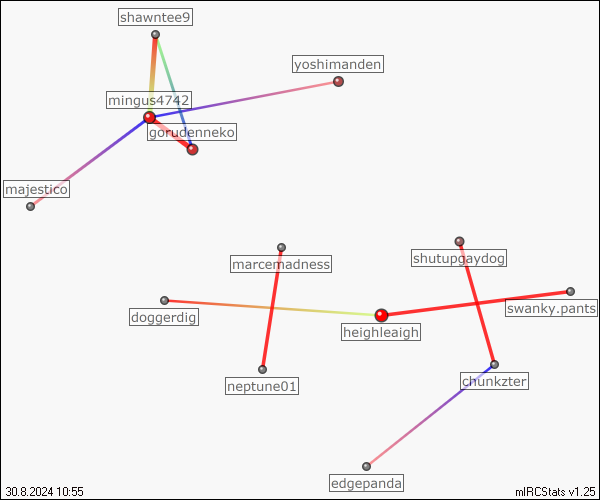 shawntee9
yoshimanden
mingus4742
gorudenneko
majestico
marcemadness
shutupgaydog
doggerdig
swanky.pants
heighleaigh
neptune01
chunkzter
edgepanda
30.8.2024 10:55
mIRCStats v1.25